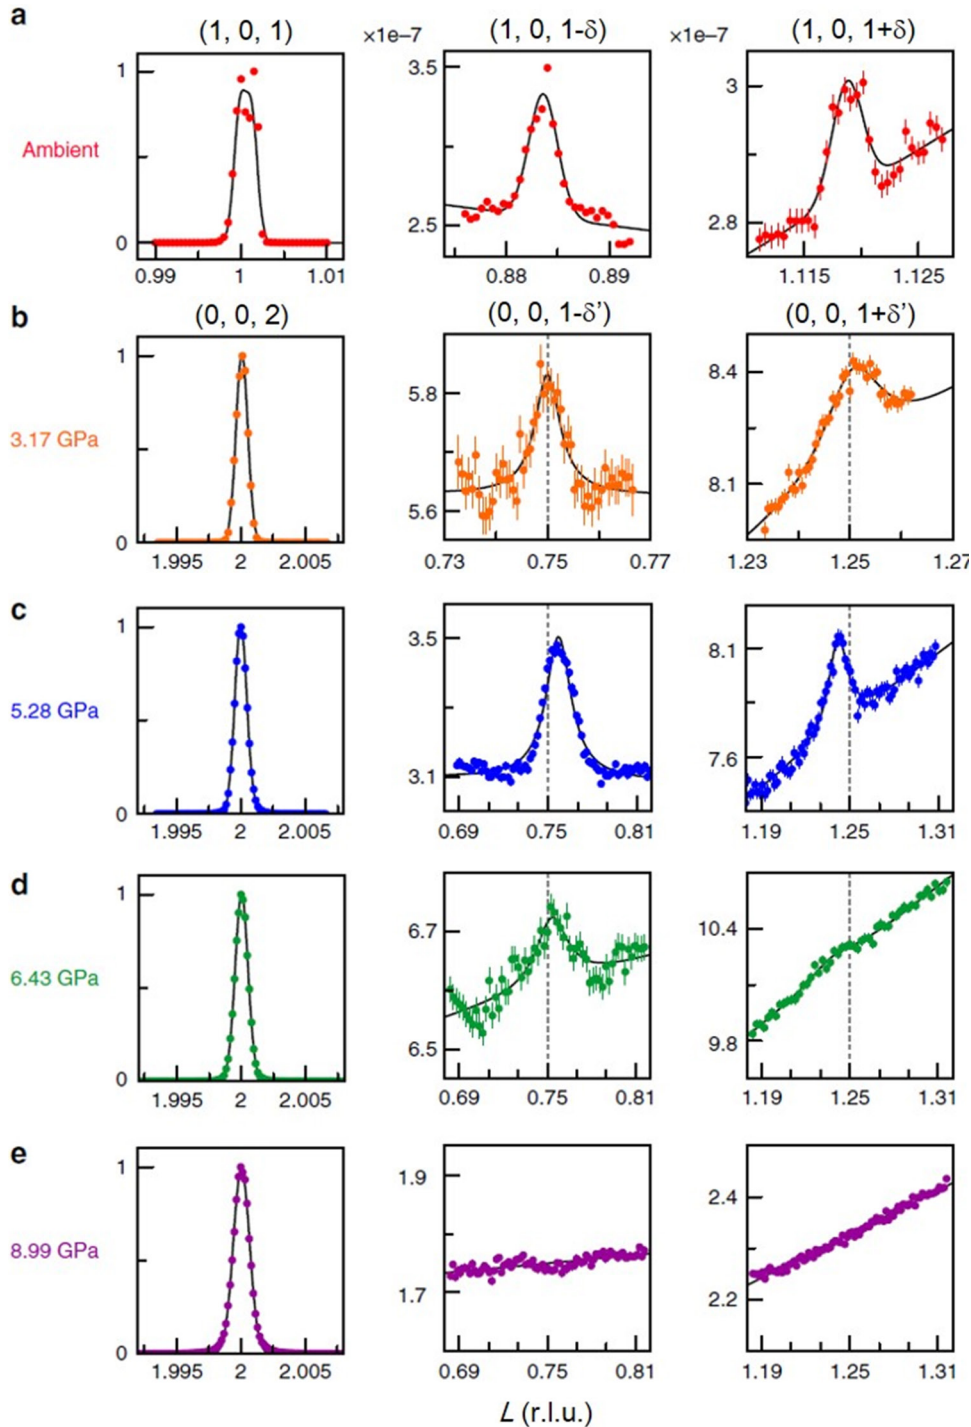 a
(1, 0, 1)
×1e–7
(1, 0, 1-δ)
×1e–7
(1, 0, 1+δ)
Ambient
1
0
0.99 1 1.01
3.5
2.5
0.88 0.89
3
2.8
1.115 1.125
b
(0, 0, 2)
(0, 0, 1-δ’)
(0, 0, 1+δ’)
3.17 GPa
1
0
1.995 2 2.005
5.8
5.6
0.73 0.75 0.77
8.4
8.1
1.23 1.25 1.27
c
5.28 GPa
1
0
1.995 2 2.005
3.5
3.1
0.69 0.75 0.81
8.1
7.6
1.19 1.25 1.31
d
6.43 GPa
1
0
1.995 2 2.005
6.7
6.5
0.69 0.75 0.81
10.4
9.8
1.19 1.25 1.31
e
8.99 GPa
1
0
1.995 2 2.005
1.9
1.7
0.69 0.75 0.81
2.4
2.2
1.19 1.25 1.31
L (r.l.u.)